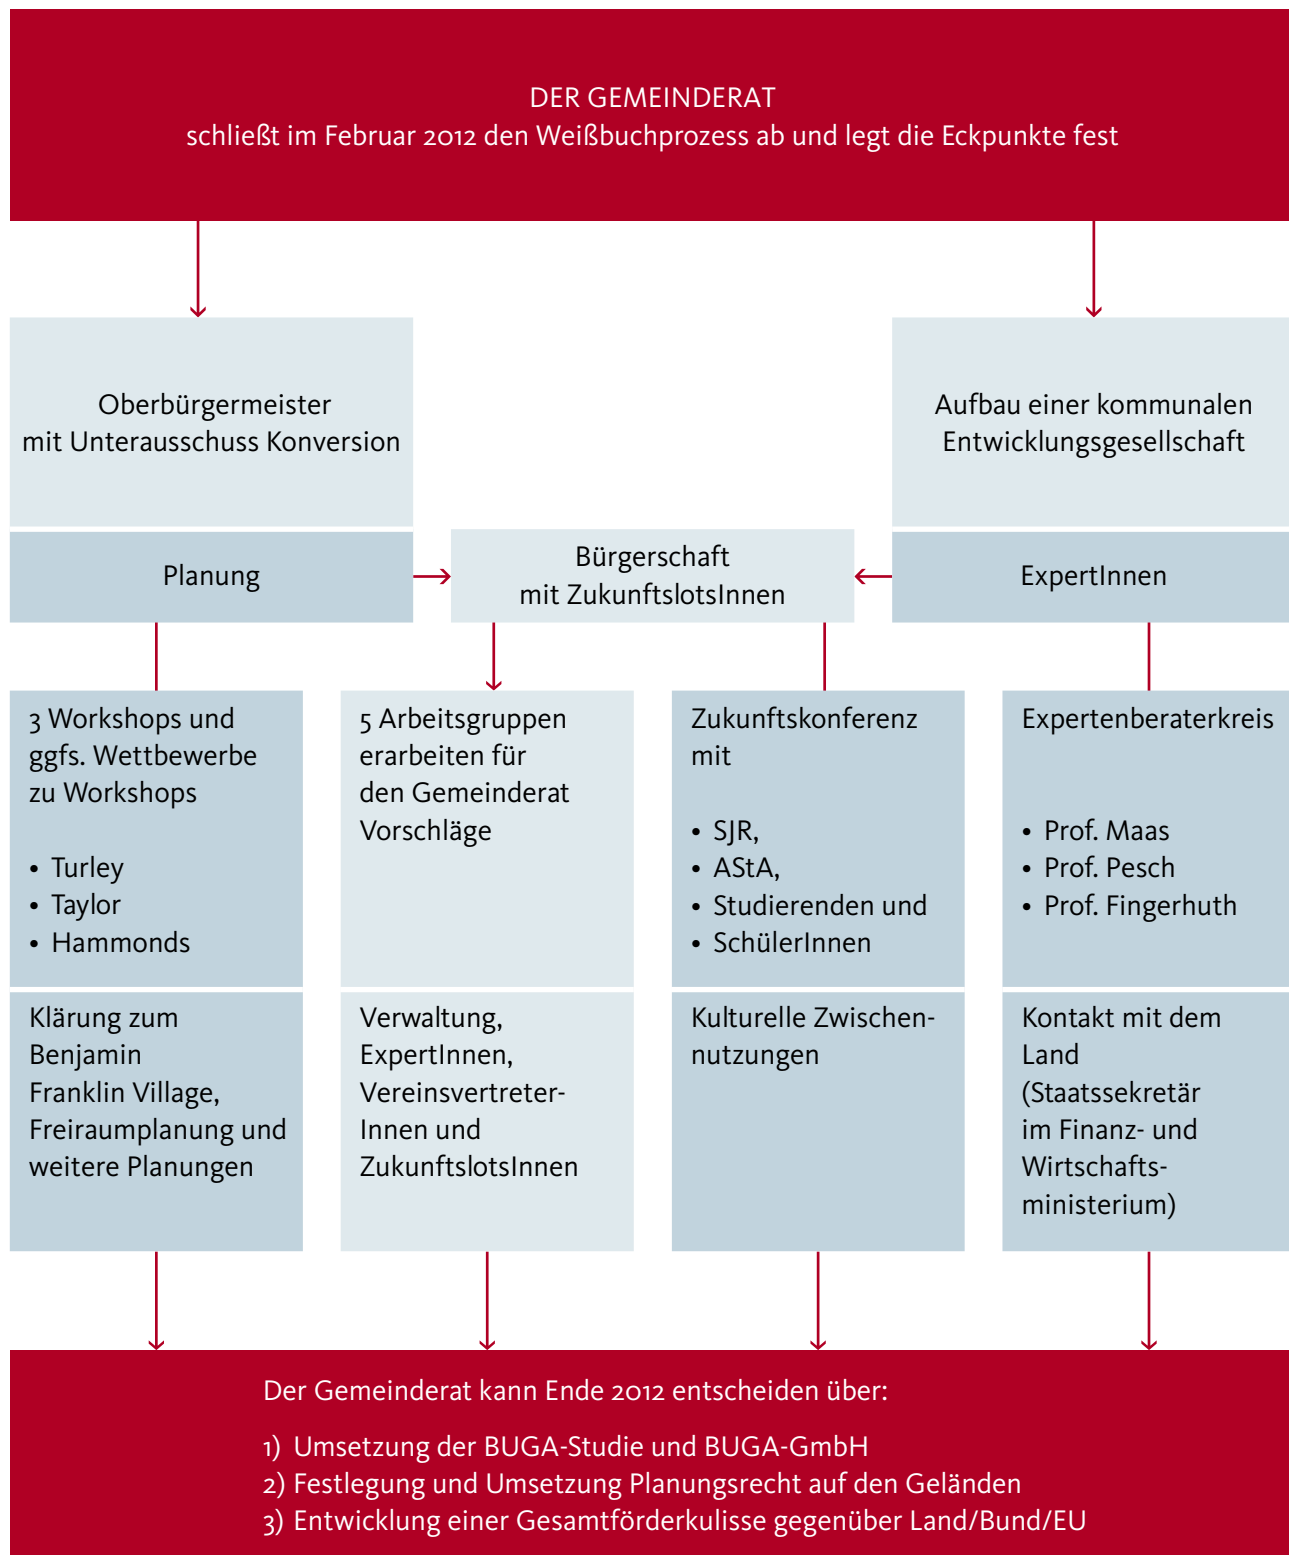 DER GEMEINDERAT
schließt im Februar 2012 den Weißbuchprozess ab und legt die Eckpunkte fest
Oberbürgermeister
mit Unterausschuss Konversion
Aufbau einer kommunalen
Entwicklungsgesellschaft
Planung
Bürgerschaft
mit ZukunftslotsInnen
ExpertInnen
3 Workshops und
ggfs. Wettbewerbe
zu Workshops
• Turley
• Taylor
• Hammonds
5 Arbeitsgruppen
erarbeiten für
den Gemeinderat
Vorschläge
Zukunftskonferenz
mit
• SJR,
• AStA,
• Studierenden und
• SchülerInnen
Expertenberaterkreis
• Prof. Maas
• Prof. Pesch
• Prof. Fingerhuth
Klärung zum
Benjamin
Franklin Village,
Freiraumplanung und
weitere Planungen
Verwaltung,
ExpertInnen,
Vereinsvertreter-
Innen und
ZukunftslotsInnen
Kulturelle Zwischen-
nutzungen
Kontakt mit dem
Land
(Staatssekretär
im Finanz- und
Wirtschafts-
ministerium)
Der Gemeinderat kann Ende 2012 entscheiden über:
1) Umsetzung der BUGA-Studie und BUGA-GmbH
2) Festlegung und Umsetzung Planungsrecht auf den Geländen
3) Entwicklung einer Gesamtförderkulisse gegenüber Land/Bund/EU